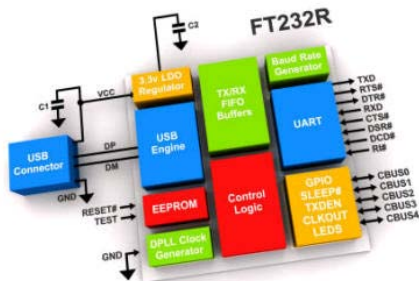 FT232R
C2
VCC
C1
3.3v LDO
Regulator
TX/RX
FIFO
Buffers
Baud Rate
Generator
USB
Connector
DP
DM
GND
USB
Engine
UART
TXD
RTS#
DTR#
RXD
CTS#
DSR#
DCD#
RI#
RESET#
TEST
EEPROM
Control
Logic
GPIO
SLEEP#
TXDEN
CLKOUT
LEDS
CBUS0
CBUS1
CBUS2
CBUS3
CBUS4
GND
DPLL Clock
Generator